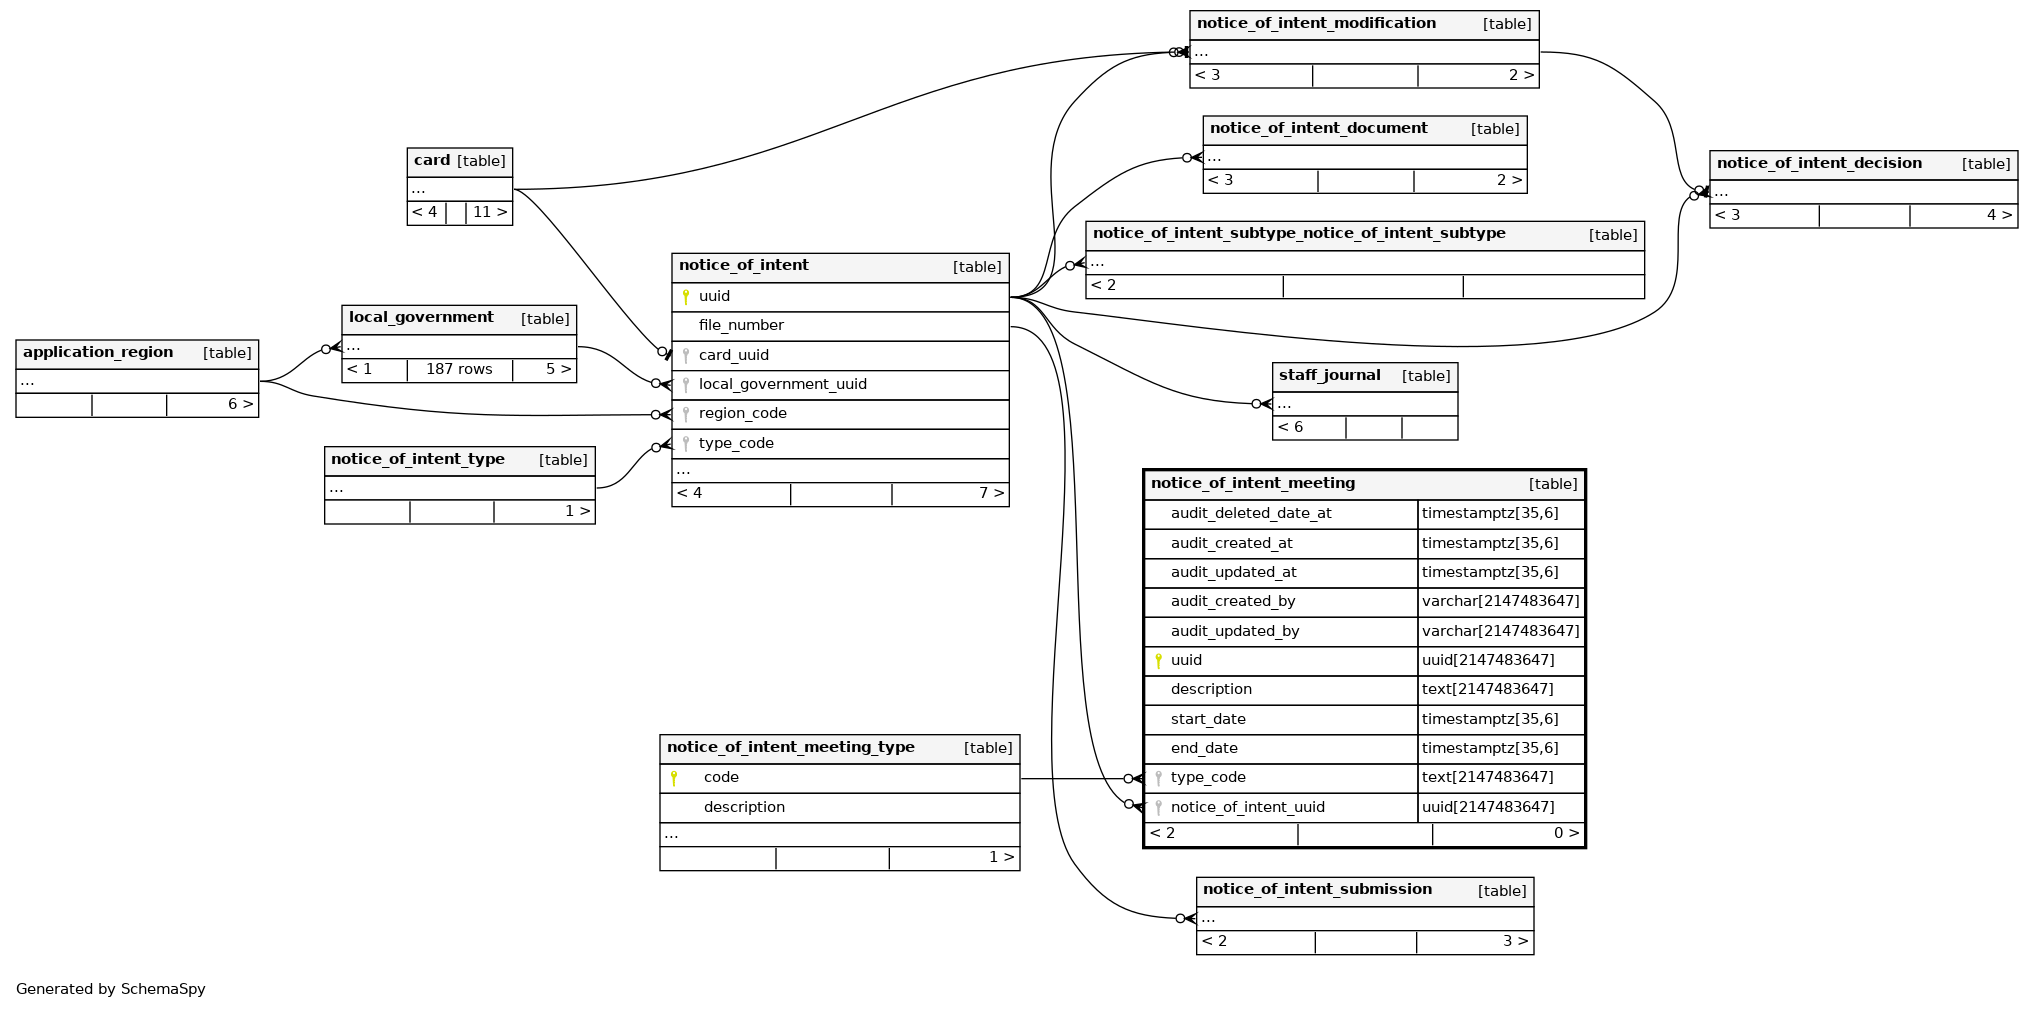 notice_of_intent_modification [table]
...
< 3 2 >
notice_of_intent_document [table]
...
< 3 2 >
card [table]
...
< 4 11 >
notice_of_intent_decision [table]
...
< 3 4 >
notice_of_intent_subtype_notice_of_intent_subtype [table]
...
< 2
notice_of_intent [table]
uuid
file_number
card_uuid
local_government_uuid
region_code
type_code
...
< 4 7 >
local_government [table]
...
< 1 187 rows 5 >
application_region [table]
...
6 >
notice_of_intent_type [table]
...
1 >
staff_journal [table]
...
< 6
notice_of_intent_meeting [table]
audit_deleted_date_at timestamptz[35,6]
audit_created_at timestamptz[35,6]
audit_updated_at timestamptz[35,6]
audit_created_by varchar[2147483647]
audit_updated_by varchar[2147483647]
uuid uuid[2147483647]
description text[2147483647]
start_date timestamptz[35,6]
end_date timestamptz[35,6]
type_code text[2147483647]
notice_of_intent_uuid uuid[2147483647]
< 2 0 >
notice_of_intent_meeting_type [table]
code
description
...
1 >
notice_of_intent_submission [table]
...
< 2 3 >
Generated by SchemaSpy